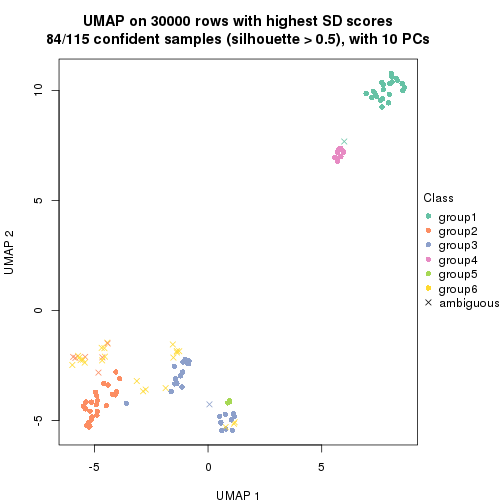 UMAP on 30000 rows with highest SD scores
84/115 confident samples (silhouette > 0.5), with 10 PCs
UMAP 2
10
5
0
-5
-5
0
5
UMAP 1
Class
group1
group2
group3
group4
group5
group6
ambiguous